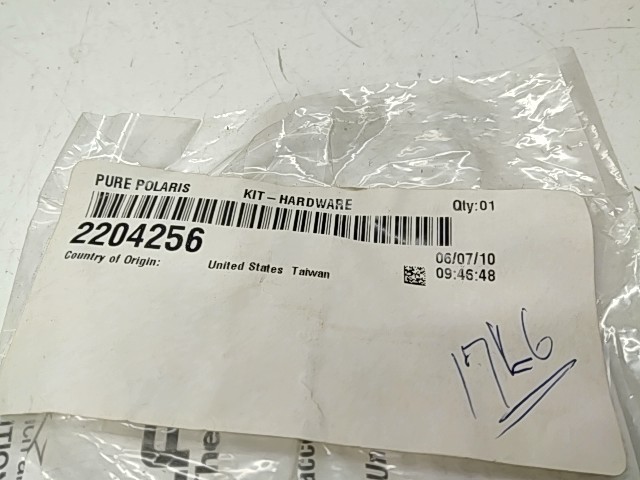 PURE POLARIS KIT-HARDWARE Qty:01
2204256
06/07/10
Country of Origin: United States Taiwan
09:46:48